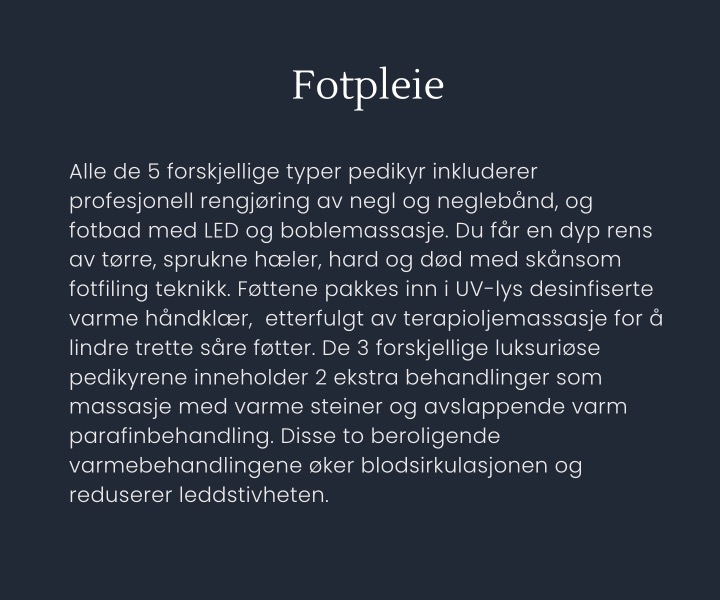 Fotpleie
Alle de 5 forskjellige typer pedikyr inkluderer
profesjonell rengjøring av negl og neglebånd, og
fotbad med LED og boblemassasje. Du får en dyp rens
av tørre, sprukne hæler, hard og død med skånsom
fotfiling teknikk. Føttene pakkes inn i UV-lys desinfiserte
varme håndklær,  etterfulgt av terapioljemassasje for å
lindre trette såre føtter. De 3 forskjellige luksuriøse
pedikyrene inneholder 2 ekstra behandlinger som
massasje med varme steiner og avslappende varm
parafinbehandling. Disse to beroligende
varmebehandlingene øker blodsirkulasjonen og
reduserer leddstivheten.